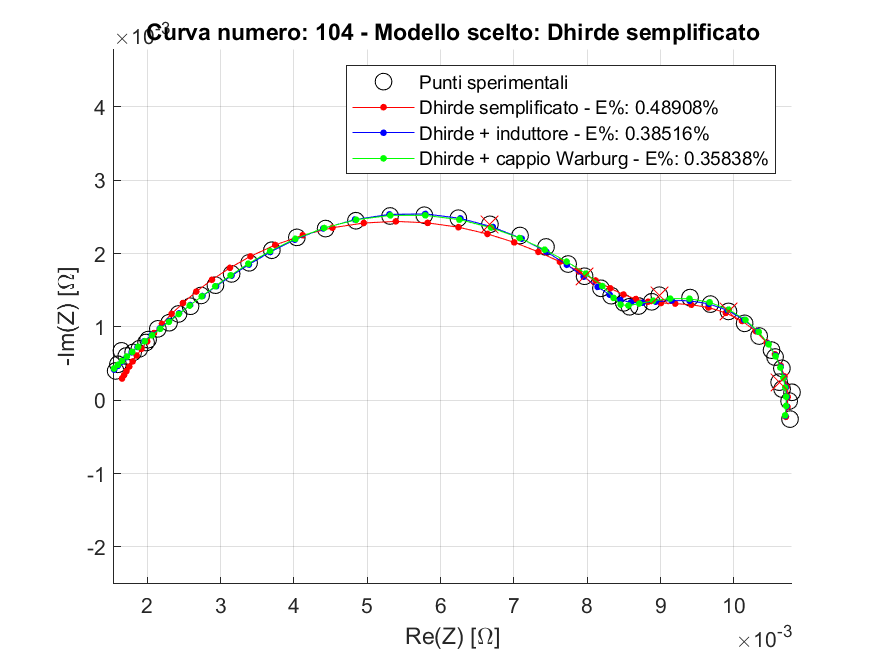 ×10⁻³
Curva numero: 104 - Modello scelto: Dhirde semplificato
Punti sperimentali
Dhirde semplificato - E%: 0.48908%
Dhirde + induttore - E%: 0.38516%
Dhirde + cappio Warburg - E%: 0.35838%
4
3
2
1
0
-1
-2
-Im(Z) [Ω]
2 3 4 5 6 7 8 9 10
Re(Z) [Ω]
×10⁻³